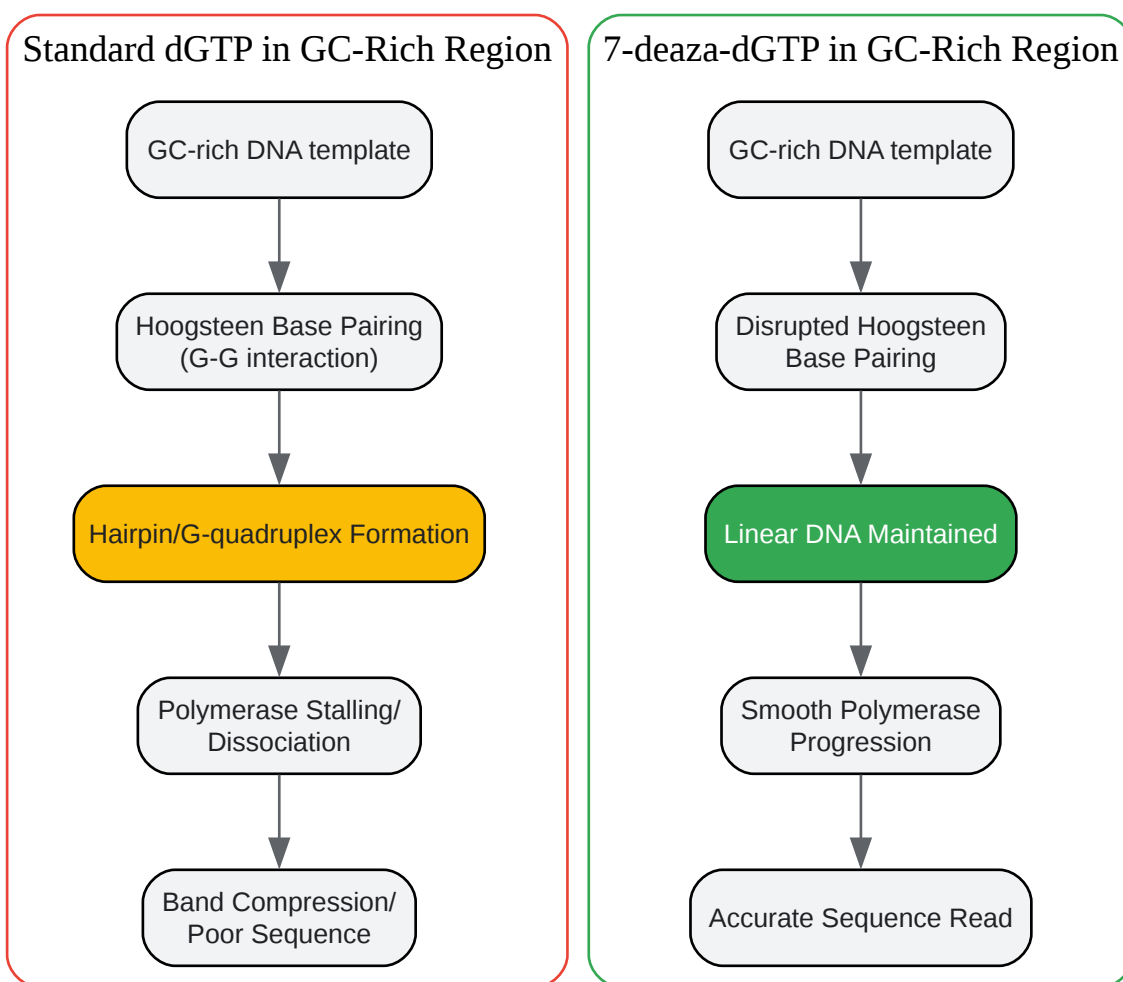 Standard dGTP in GC-Rich Region
GC-rich DNA template
Hoogsteen Base Pairing
(G-G interaction)
Hairpin/G-quadruplex Formation
Polymerase Stalling/
Dissociation
Band Compression/
Poor Sequence
7-deaza-dGTP in GC-Rich Region
GC-rich DNA template
Disrupted Hoogsteen
Base Pairing
Linear DNA Maintained
Smooth Polymerase
Progression
Accurate Sequence Read